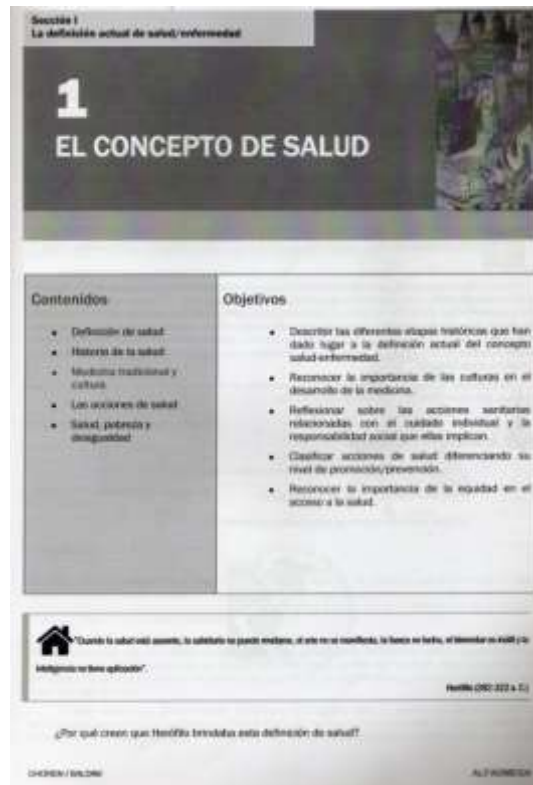 Sección I
La definición actual de salud/enfermedad
1
EL CONCEPTO DE SALUD
Contenidos
• Definición de salud
• Historia de la salud
• Medicina tradicional y
cultura
• Las acciones de salud
• Salud, pobreza y
desigualdad
Objetivos
• Describir las diferentes etapas históricas que han
dado lugar a la definición actual del concepto
salud-enfermedad.
• Reconocer la importancia de las culturas en el
desarrollo de la medicina.
• Reflexionar sobre las acciones sanitarias
relacionadas con el cuidado individual y la
responsabilidad social que ellas implican.
• Clasificar acciones de salud diferenciando su
nivel de promoción/prevención.
• Reconocer la importancia de la equidad en el
acceso a la salud.
"Cuando la salud está ausente, la sabiduría no puede revelarse, el arte no se manifiesta, la fuerza no lucha, el bienestar es inútil y la
inteligencia no tiene aplicación".
¿Por qué creen que Herófilo brindaba esta definición de salud?
ALFAOMEGA